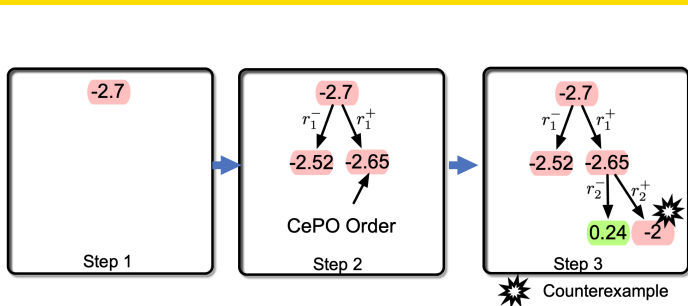 -2.7
Step 1
-2.7
r₁⁻ r₁⁺
-2.52 -2.65
CePO Order
Step 2
-2.7
r₁⁻ r₁⁺
-2.52 -2.65
r₂⁻ r₂⁺
0.24 -2
Step 3
Counterexample